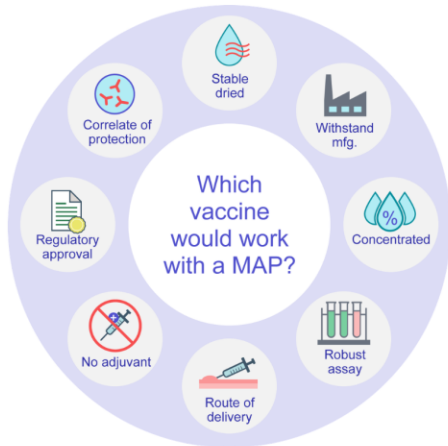 Which
vaccine
would work
with a MAP?
Stable
dried
Withstand
mfg.
%
Concentrated
Robust
assay
Route of
delivery
No adjuvant
Regulatory
approval
Correlate of
protection